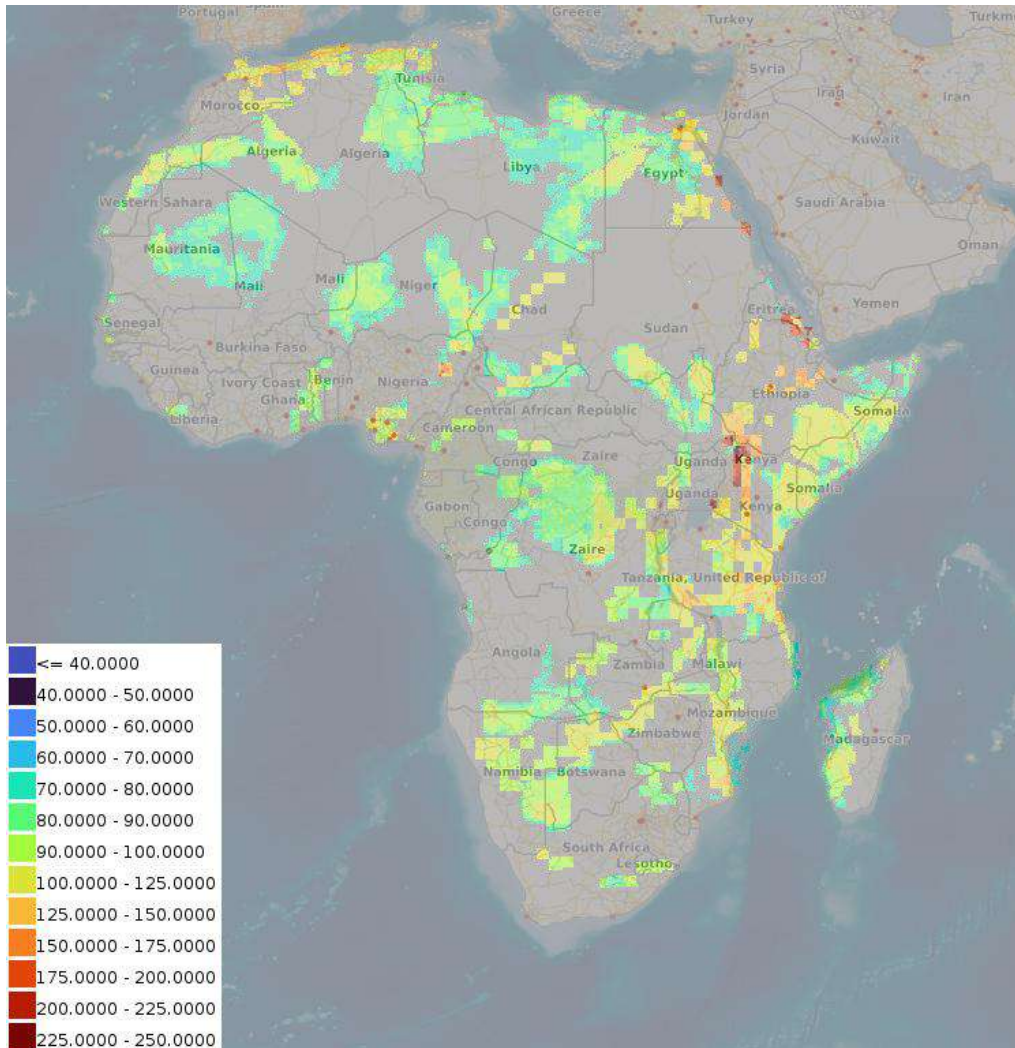 Portugal
Spain
Greece
Turkey
Turkm
Syria
Iraq
Iran
Jordan
Kuwait
Tunisia
Morocco
Algeria
Algeria
Libya
Egypt
Saudi Arabia
Western Sahara
Oman
Mauritania
Mali
Mali
Niger
Chad
Sudan
Eritrea
Yemen
Senegal
Burkina Faso
Guinea
Ivory Coast
Benin
Nigeria
Ghana
Ethiopia
Liberia
Central African Republic
Somalia
Cameroon
Congo
Zaire
Uganda
Kenya
Somalia
Uganda
Gabon
Kenya
Congo
Zaire
Tanzania, United Republic of
Angola
Zambia
Malawi
Mozambique
Zimbabwe
Madagascar
Namibia
Botswana
South Africa
Lesotho
<= 40.0000
40.0000 - 50.0000
50.0000 - 60.0000
60.0000 - 70.0000
70.0000 - 80.0000
80.0000 - 90.0000
90.0000 - 100.0000
100.0000 - 125.0000
125.0000 - 150.0000
150.0000 - 175.0000
175.0000 - 200.0000
200.0000 - 225.0000
225.0000 - 250.0000